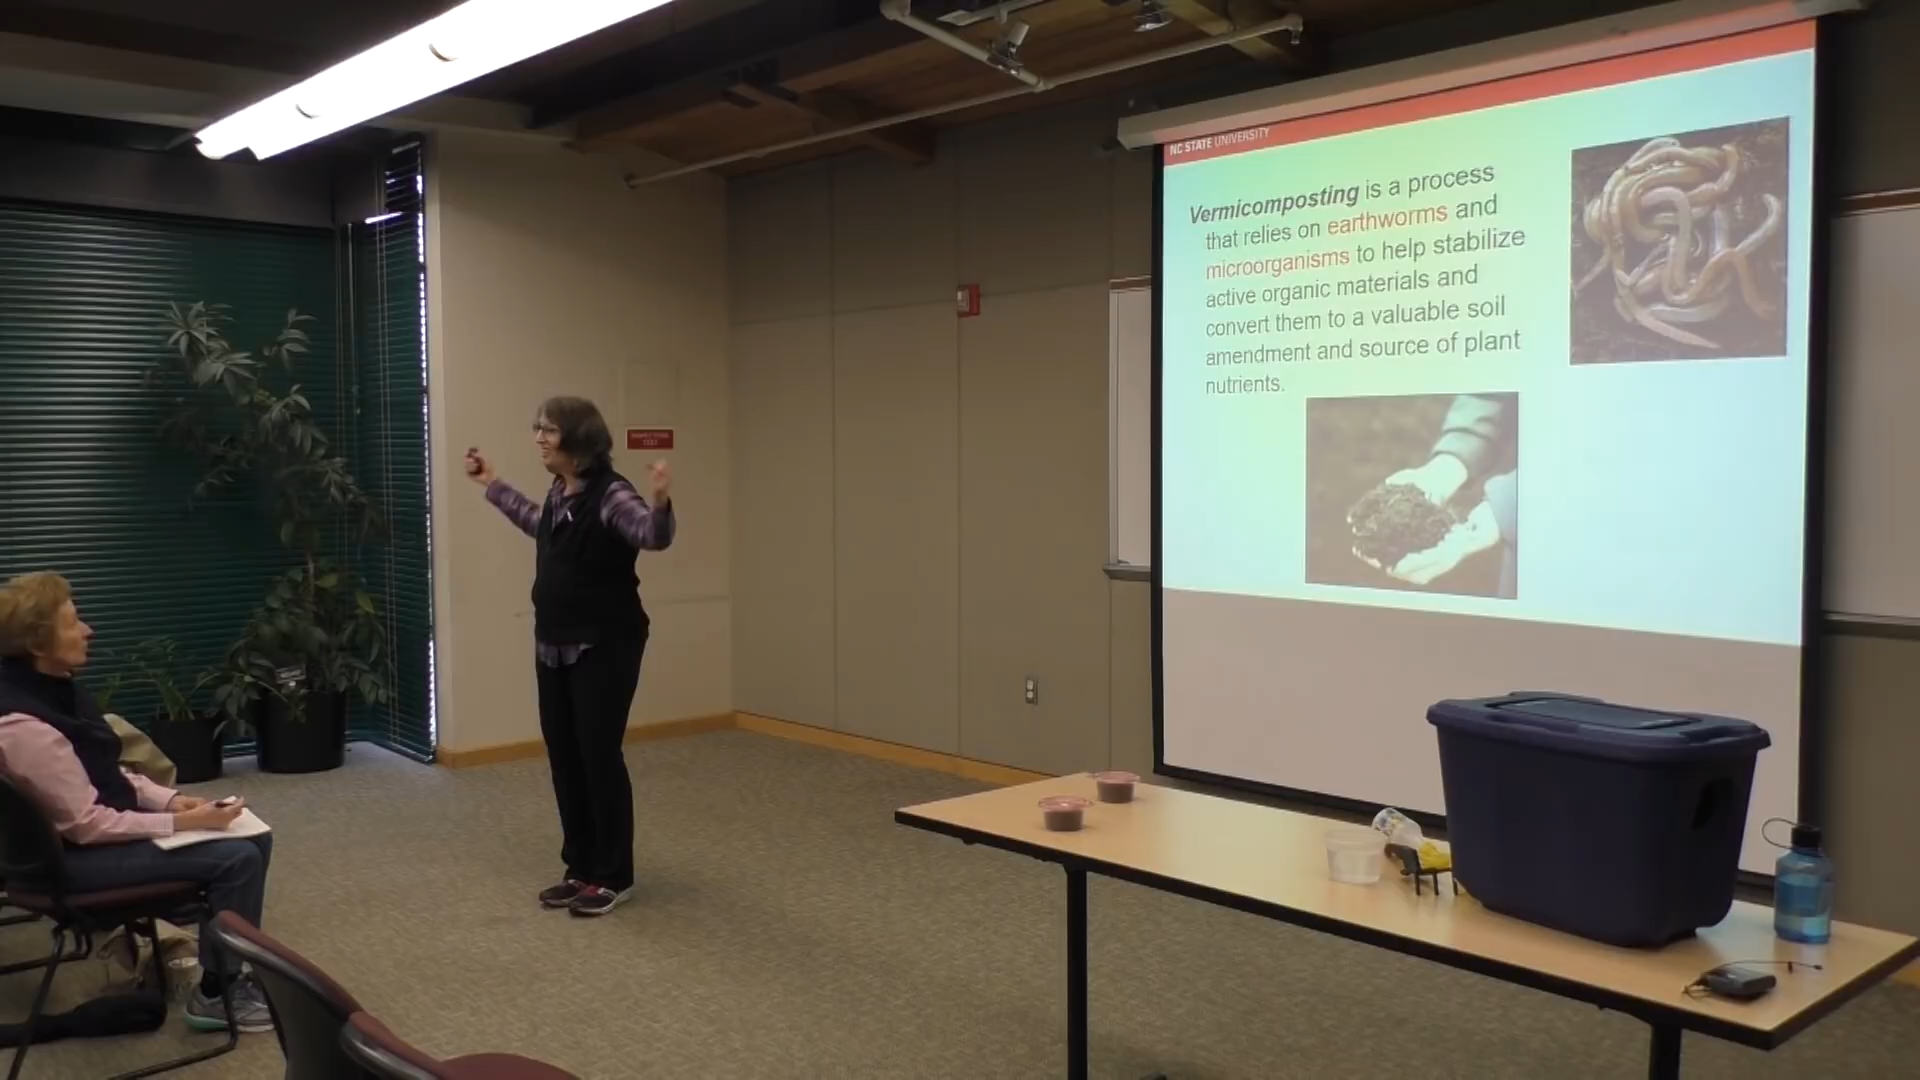 NC STATE UNIVERSITY
Vermicomposting is a process
that relies on earthworms and
microorganisms to help stabilize
active organic materials and
convert them to a valuable soil
amendment and source of plant
nutrients.